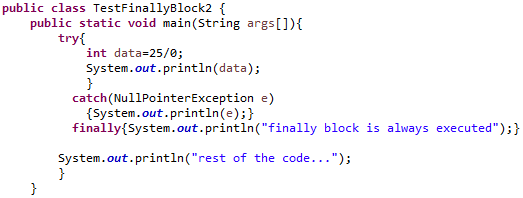 public class TestFinallyBlock2 {
    public static void main(String args[]){
        try{
            int data=25/0;
            System.out.println(data);
            }
          catch(NullPointerException e)
            {System.out.println(e);}
          finally{System.out.println("finally block is always executed");}

        System.out.println("rest of the code...");
        }
    }